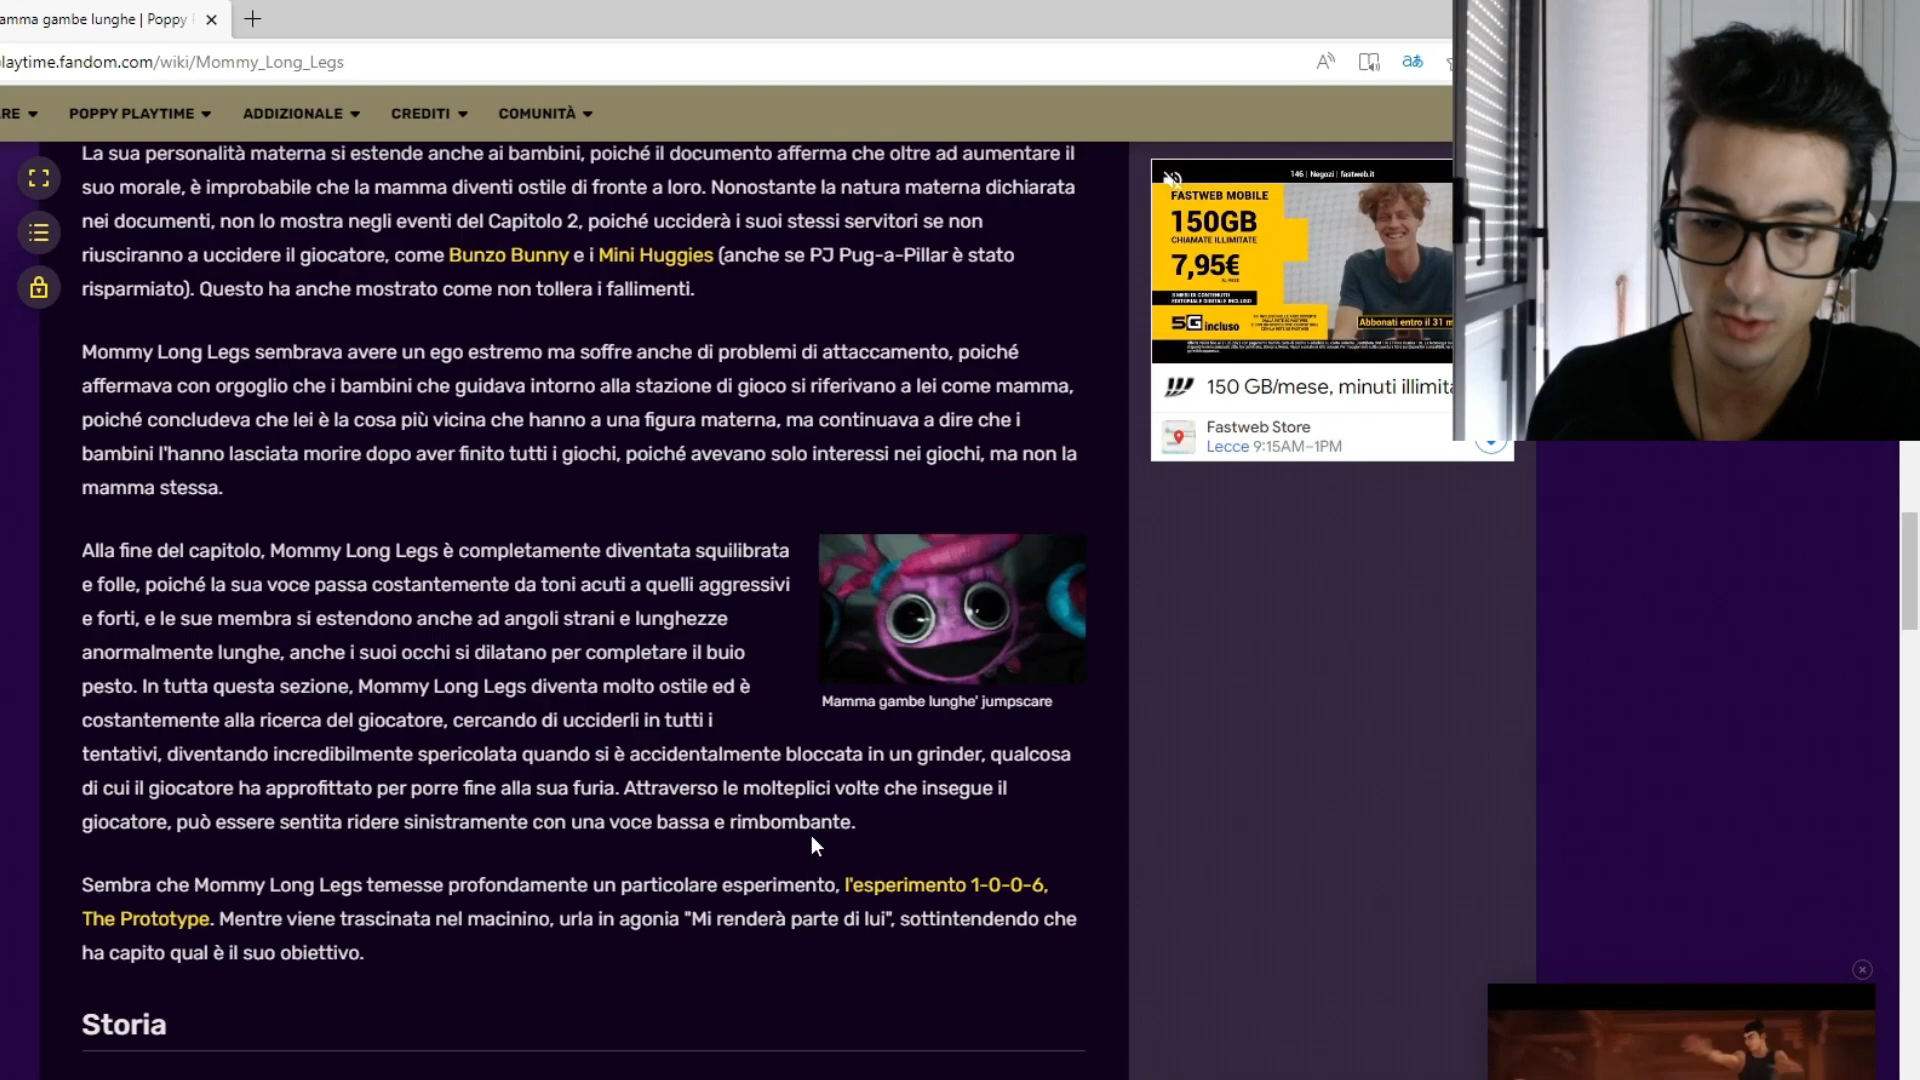 amma gambe lunghe | Poppy
laytime.fandom.com/wiki/Mommy_Long_Legs
RE
POPPY PLAYTIME
ADDIZIONALE
CREDITI
COMUNITÀ
La sua personalità materna si estende anche ai bambini, poiché il documento afferma che oltre ad aumentare il
suo morale, è improbabile che la mamma diventi ostile di fronte a loro. Nonostante la natura materna dichiarata
nei documenti, non lo mostra negli eventi del Capitolo 2, poiché ucciderà i suoi stessi servitori se non
riusciranno a uccidere il giocatore, come Bunzo Bunny e i Mini Huggies (anche se PJ Pug-a-Pillar è stato
risparmiato). Questo ha anche mostrato come non tollera i fallimenti.
Mommy Long Legs sembrava avere un ego estremo ma soffre anche di problemi di attaccamento, poiché
affermava con orgoglio che i bambini che guidava intorno alla stazione di gioco si riferivano a lei come mamma,
poiché concludeva che lei è la cosa più vicina che hanno a una figura materna, ma continuava a dire che i
bambini l'hanno lasciata morire dopo aver finito tutti i giochi, poiché avevano solo interessi nei giochi, ma non la
mamma stessa.
Alla fine del capitolo, Mommy Long Legs è completamente diventata squilibrata
e folle, poiché la sua voce passa costantemente da toni acuti a quelli aggressivi
e forti, e le sue membra si estendono anche ad angoli strani e lunghezze
anormalmente lunghe, anche i suoi occhi si dilatano per completare il buio
pesto. In tutta questa sezione, Mommy Long Legs diventa molto ostile ed è
costantemente alla ricerca del giocatore, cercando di ucciderli in tutti i
tentativi, diventando incredibilmente spericolata quando si è accidentalmente bloccata in un grinder, qualcosa
di cui il giocatore ha approfittato per porre fine alla sua furia. Attraverso le molteplici volte che insegue il
giocatore, può essere sentita ridere sinistramente con una voce bassa e rimbombante.
Mamma gambe lunghe' jumpscare
Sembra che Mommy Long Legs temesse profondamente un particolare esperimento, l'esperimento 1-0-0-6,
The Prototype. Mentre viene trascinata nel macinino, urla in agonia "Mi renderà parte di lui", sottintendendo che
ha capito qual è il suo obiettivo.
Storia
146 | Negozi | fastweb.it
FASTWEB MOBILE
150GB
CHIAMATE ILLIMITATE
7,95€
AL MESE
3 MESI DI CONTENUTO
EDITORIALE E DIGITALE INCLUSO
5G incluso
Abbonati entro il 31 m
150 GB/mese, minuti illimita
Fastweb Store
Lecce 9:15AM–1PM